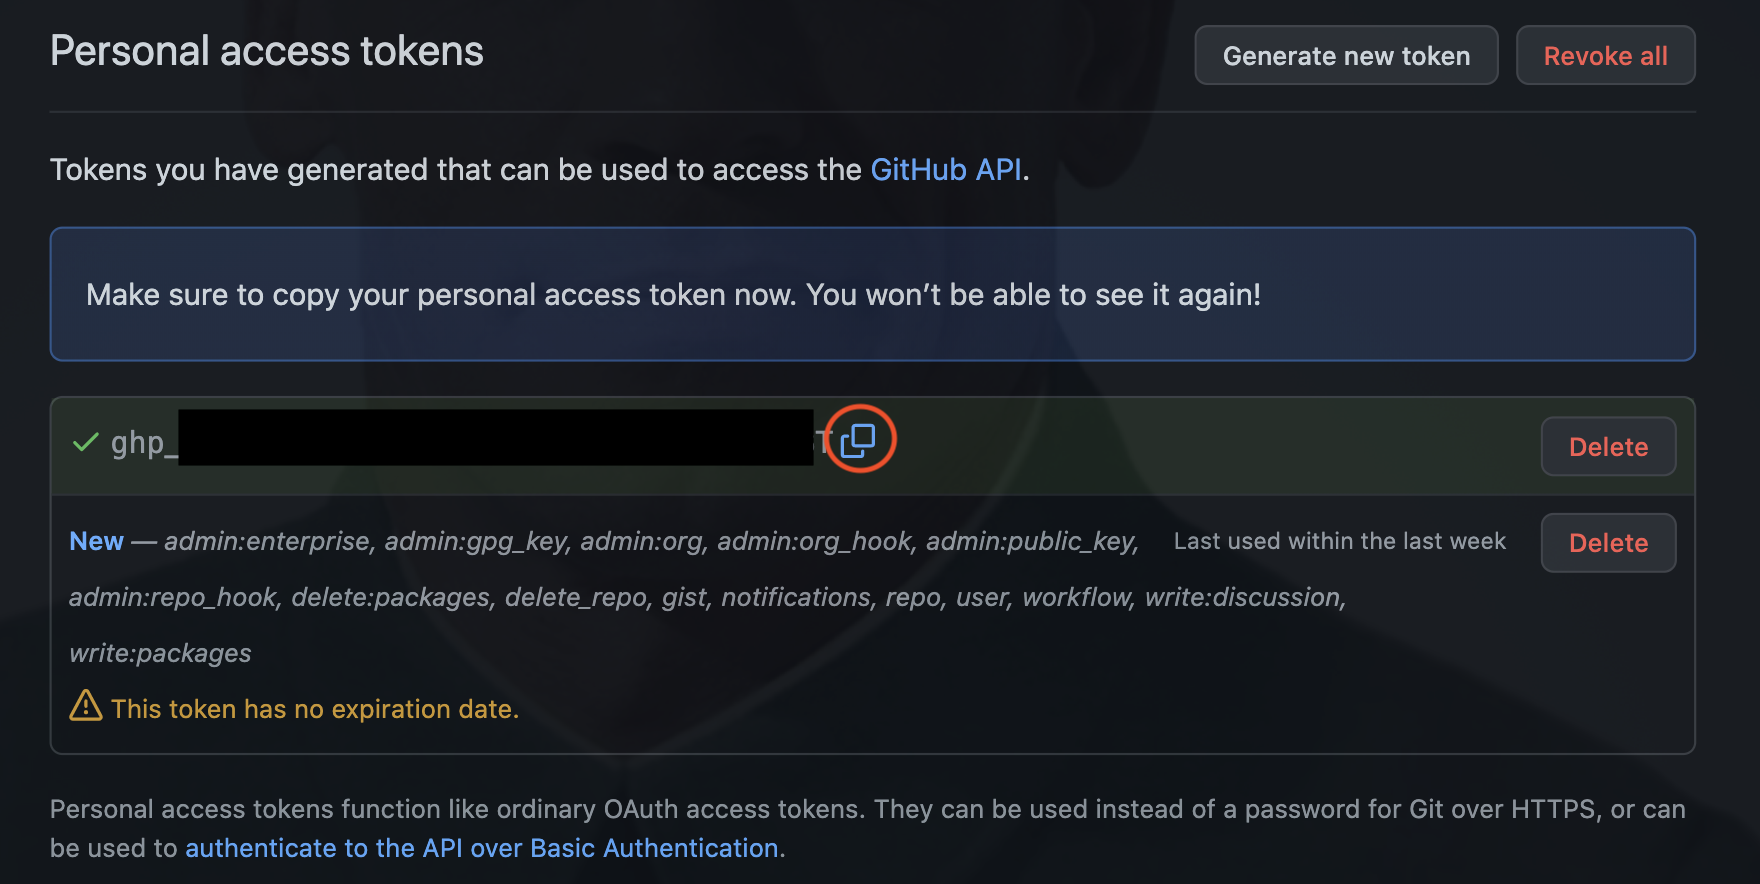 Personal access tokens
Generate new token
Revoke all
Tokens you have generated that can be used to access the GitHub API.
Make sure to copy your personal access token now. You won’t be able to see it again!
ghp_
Delete
New — admin:enterprise, admin:gpg_key, admin:org, admin:org_hook, admin:public_key,
Last used within the last week
Delete
admin:repo_hook, delete:packages, delete_repo, gist, notifications, repo, user, workflow, write:discussion,
write:packages
This token has no expiration date.
Personal access tokens function like ordinary OAuth access tokens. They can be used instead of a password for Git over HTTPS, or can
be used to authenticate to the API over Basic Authentication.